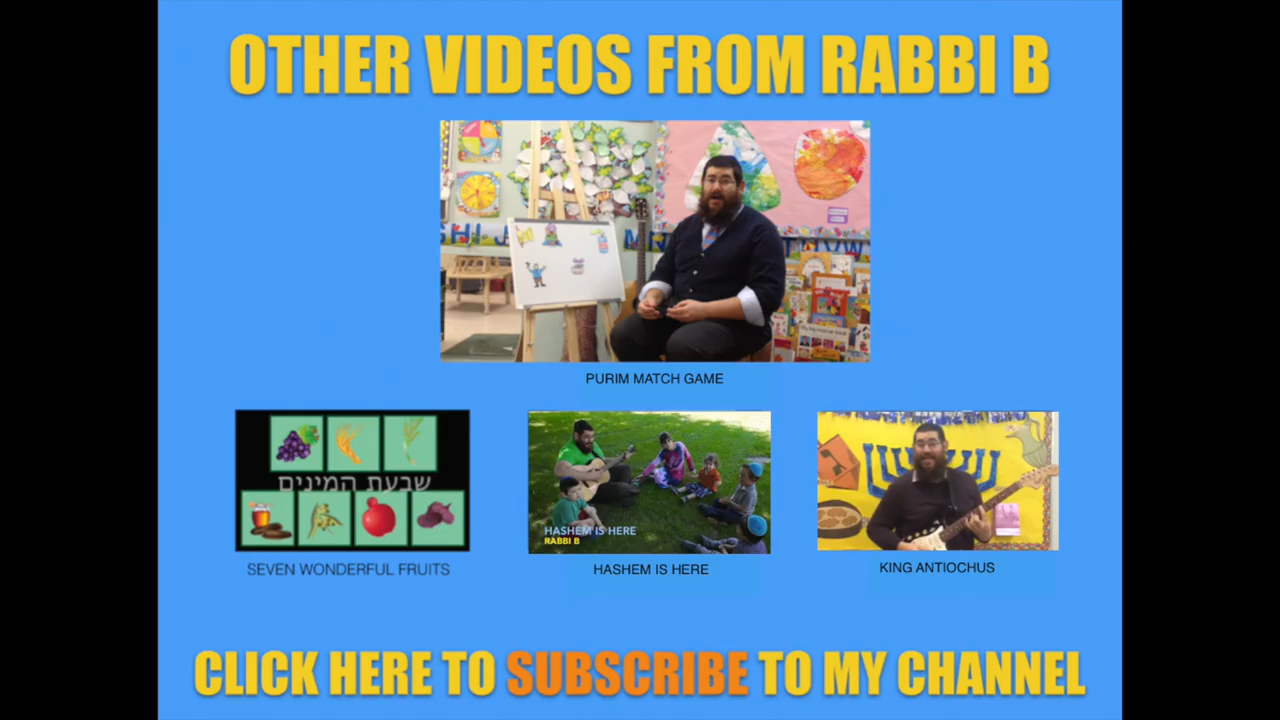 OTHER VIDEOS FROM RABBI B
PURIM MATCH GAME
שבעת המינים
HASHEM IS HERE
RABBI B
SEVEN WONDERFUL FRUITS
HASHEM IS HERE
KING ANTIOCHUS
CLICK HERE TO SUBSCRIBE TO MY CHANNEL